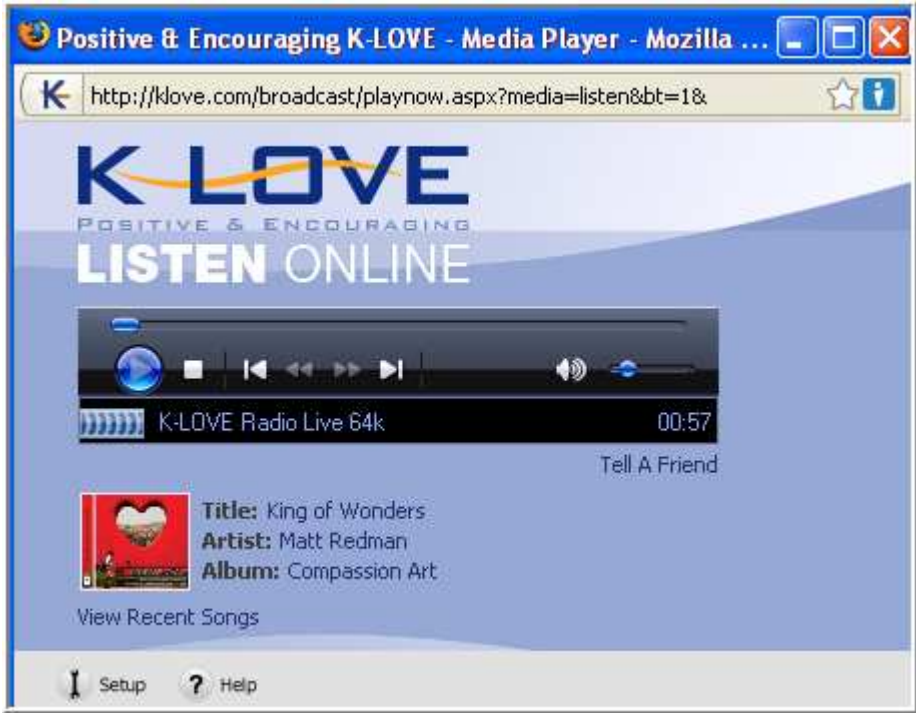 Positive & Encouraging K-LOVE - Media Player - Mozilla ...
K http://klove.com/broadcast/playnow.aspx?media=listen&bt=1&
K-LOVE
POSITIVE & ENCOURAGING
LISTEN ONLINE
K-LOVE Radio Live 64k 00:57
Tell A Friend
Title: King of Wonders
Artist: Matt Redman
Album: Compassion Art
View Recent Songs
Setup ? Help